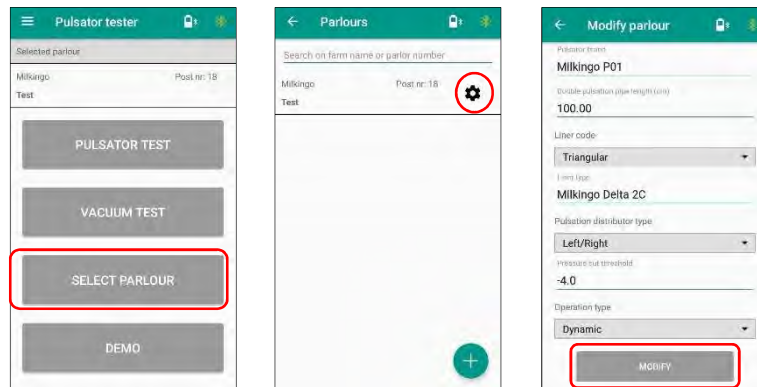 Pulsator tester
Selected parlour
Milkingo Post nr: 18
Test
PULSATOR TEST
VACUUM TEST
SELECT PARLOUR
DEMO
Parlours
Search on farm name or parlor number
Milkingo Post nr: 18
Test
Modify parlour
Pulsator brand
Milkingo P01
Double pulsation pipe length (cm)
100.00
Liner code
Triangular
Liner type
Milkingo Delta 2C
Pulsation distributor type
Left/Right
Pressure cut threshold
-4.0
Operation type
Dynamic
MODIFY